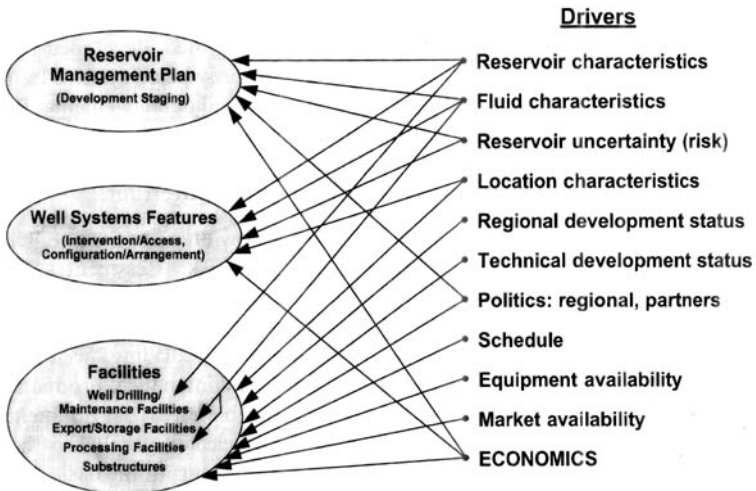 Drivers
Reservoir
Management Plan
(Development Staging)
Well Systems Features
(Intervention/Access,
Configuration/Arrangement)
Facilities
Well Drilling/
Maintenance Facilities
Export/Storage Facilities
Processing Facilities
Substructures
Reservoir characteristics
Fluid characteristics
Reservoir uncertainty (risk)
Location characteristics
Regional development status
Technical development status
Politics: regional, partners
Schedule
Equipment availability
Market availability
ECONOMICS